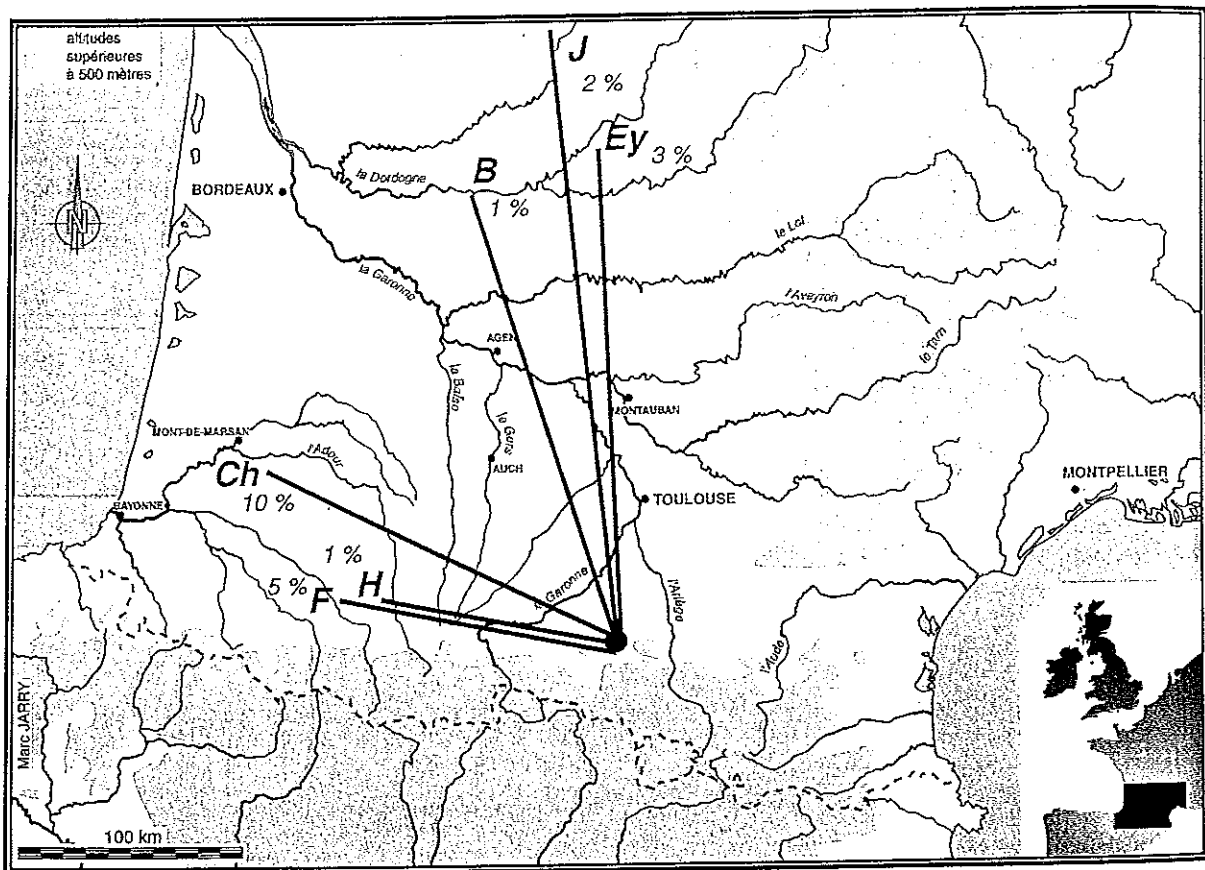 altitudes
supérieures
à 500 mètres
J
2 %
Ey
3 %
B
1 %
la Dordogne
BORDEAUX
N
le Lot
la Garonne
l'Aveyron
le Tarn
AGEN
la Baïse
le Gers
MONTAUBAN
MONT-DE-MARSAN
l'Adour
AUCH
Ch
10 %
MONTPELLIER
TOULOUSE
BAYONNE
1 %
5 %
H
F
la Garonne
l'Ariège
l'Aude
Marc JARRY
100 km